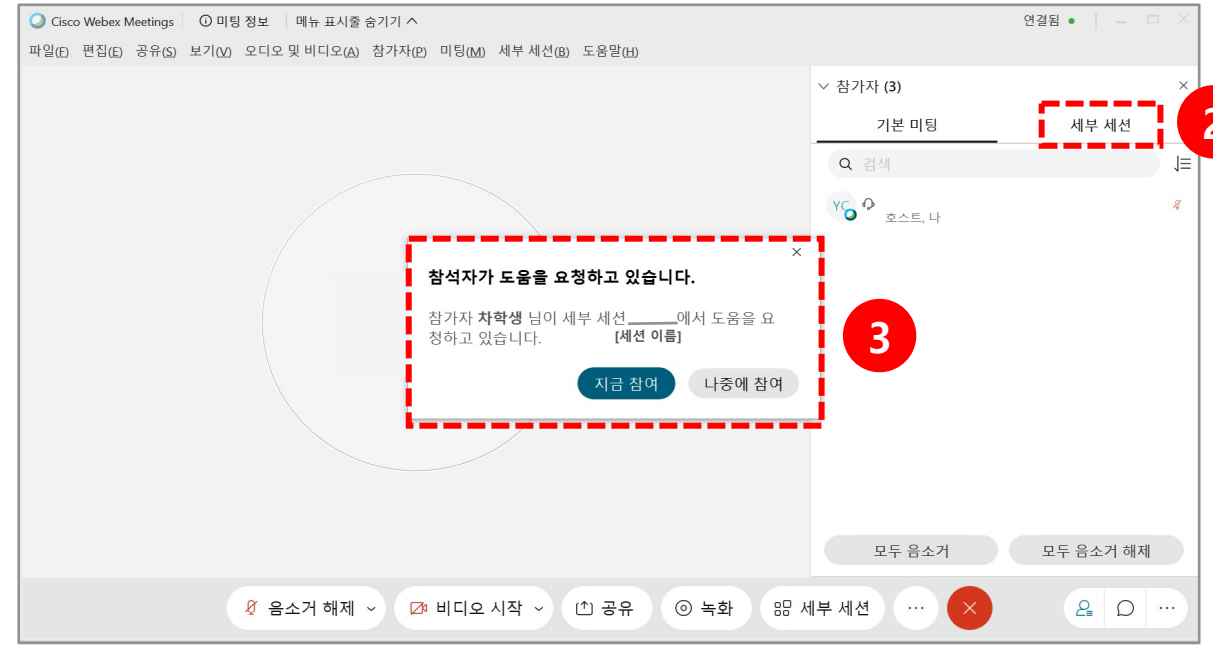 Cisco Webex Meetings 미팅 정보 메뉴 표시줄 숨기기 연결됨
파일(F) 편집(E) 공유(S) 보기(V) 오디오 및 비디오(A) 참가자(P) 미팅(M) 세부 세션(B) 도움말(H)
참가자 (3)
기본 미팅 세부 세션
2
검색
YC
호스트, 나
참석자가 도움을 요청하고 있습니다.
참가자 차학생 님이 세부 세션______에서 도움을 요
청하고 있습니다. [세션 이름]
3
지금 참여 나중에 참여
모두 음소거 모두 음소거 해제
음소거 해제 비디오 시작 공유 녹화 세부 세션